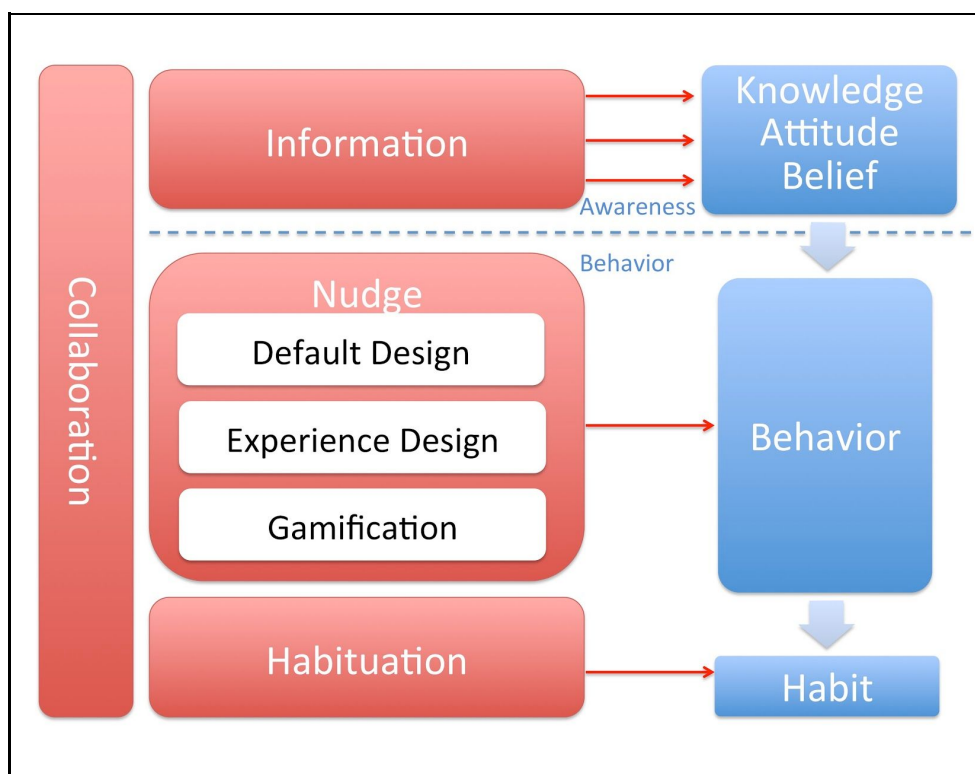 Collaboration
Information
Knowledge
Attitude
Belief
Awareness
Behavior
Nudge
Default Design
Experience Design
Gamification
Behavior
Habituation
Habit